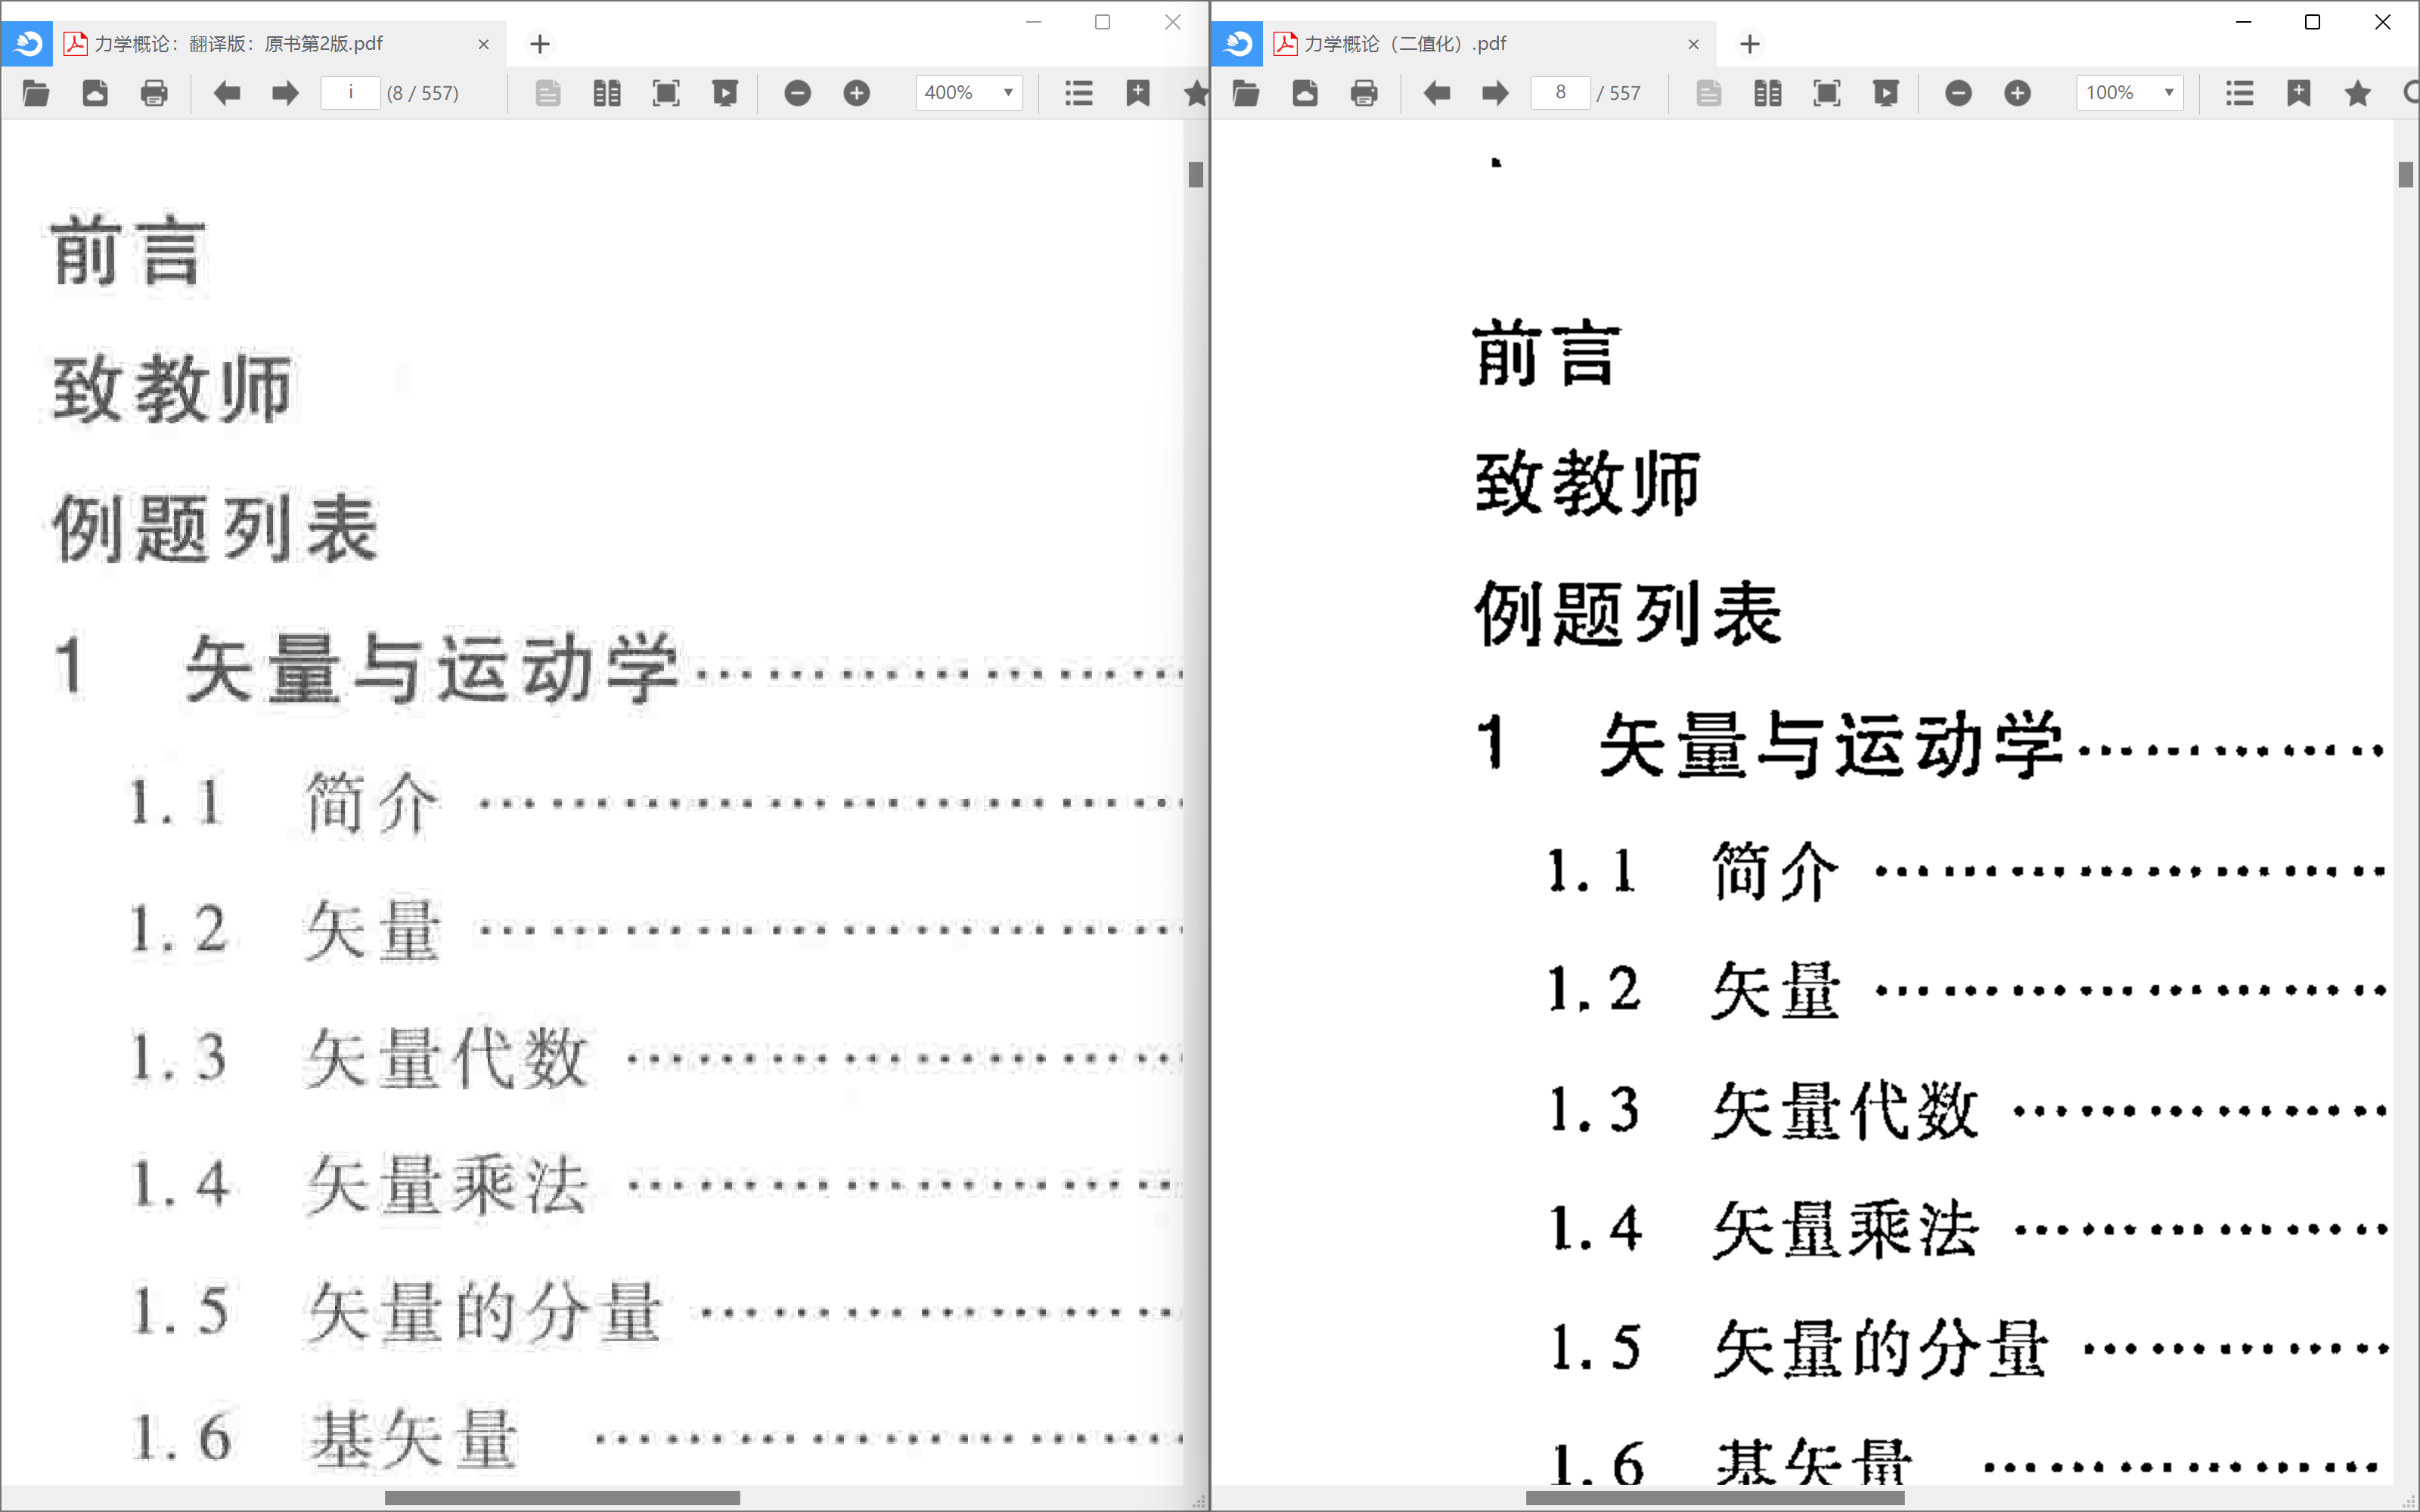 力学概论：翻译版：原书第2版.pdf
i (8 / 557) 400%
前言
致教师
例题列表
1 矢量与运动学…………………
1.1 简介 …………………………
1.2 矢量 …………………………
1.3 矢量代数 ……………………
1.4 矢量乘法 ……………………
1.5 矢量的分量 …………………
1.6 基矢量 ………………………
力学概论（二值化）.pdf
8 / 557 100%
前言
致教师
例题列表
1 矢量与运动学……………
1.1 简介 ……………………
1.2 矢量 ……………………
1.3 矢量代数 ………………
1.4 矢量乘法 ………………
1.5 矢量的分量 ……………
1.6 基矢量 …………………